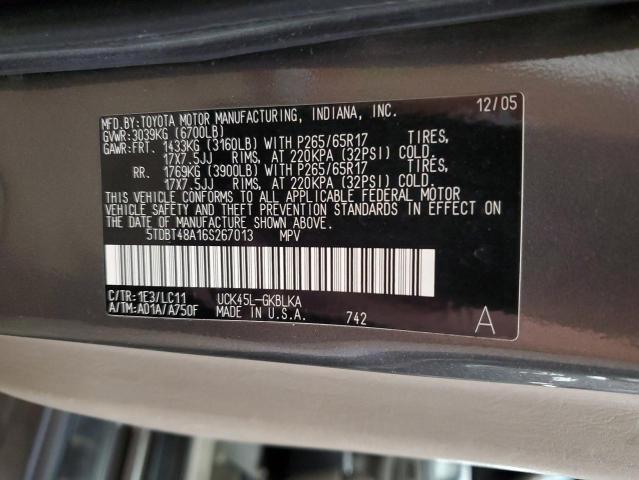 MFD.BY:TOYOTA MOTOR MANUFACTURING, INDIANA, INC. 12/05
GVWR:3039KG (6700LB)
GAWR:FRT. 1433KG (3160LB) WITH P265/65R17 TIRES,
17X7.5JJ RIMS, AT 220KPA (32PSI) COLD.
RR. 1769KG (3900LB) WITH P265/65R17 TIRES,
17X7.5JJ RIMS, AT 220KPA (32PSI) COLD.
THIS VEHICLE CONFORMS TO ALL APPLICABLE FEDERAL MOTOR
VEHICLE SAFETY AND THEFT PREVENTION STANDARDS IN EFFECT ON
THE DATE OF MANUFACTURE SHOWN ABOVE.
5TDBT48A16S267013 MPV
C/TR:1E3/LC11 UCK45L-GKBLKA
A/TM:A01A/A750F MADE IN U.S.A. 742 A